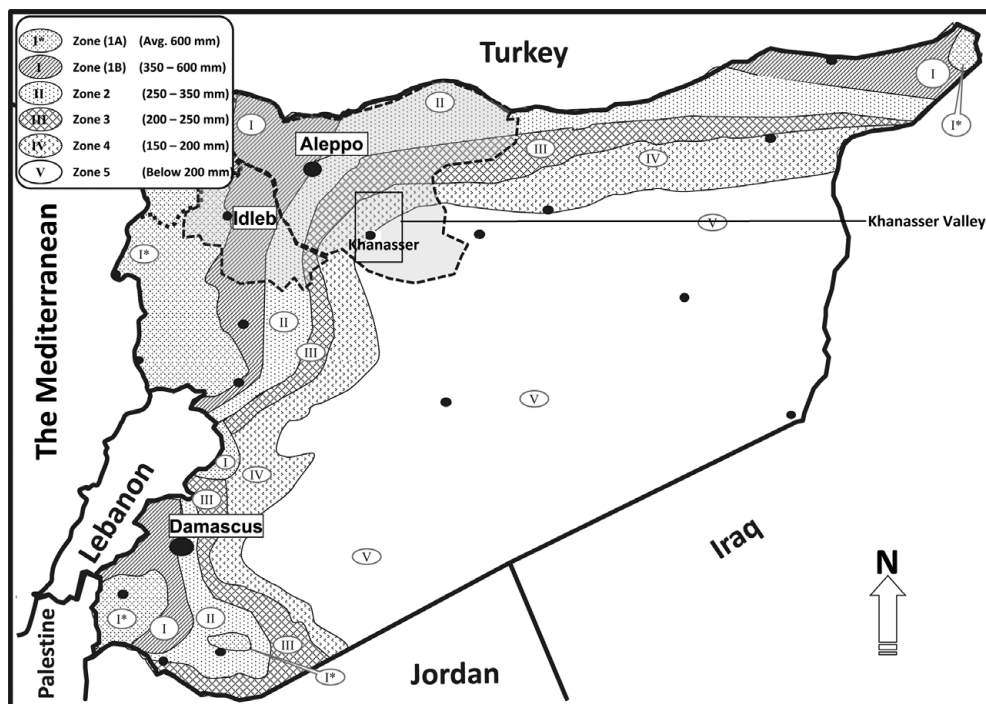 I* Zone (1A) (Avg. 600 mm)
I Zone (1B) (350 – 600 mm)
II Zone 2 (250 – 350 mm)
III Zone 3 (200 – 250 mm)
IV Zone 4 (150 – 200 mm)
V Zone 5 (Below 200 mm)
Turkey
I
I*
II
I
Aleppo
III
IV
Idleb
Khanasser
V
Khanasser Valley
I*
II
III
V
The Mediterranean
I
IV
III
Lebanon
Damascus
V
Iraq
N
I*
I
II
III
I*
Palestine
Jordan